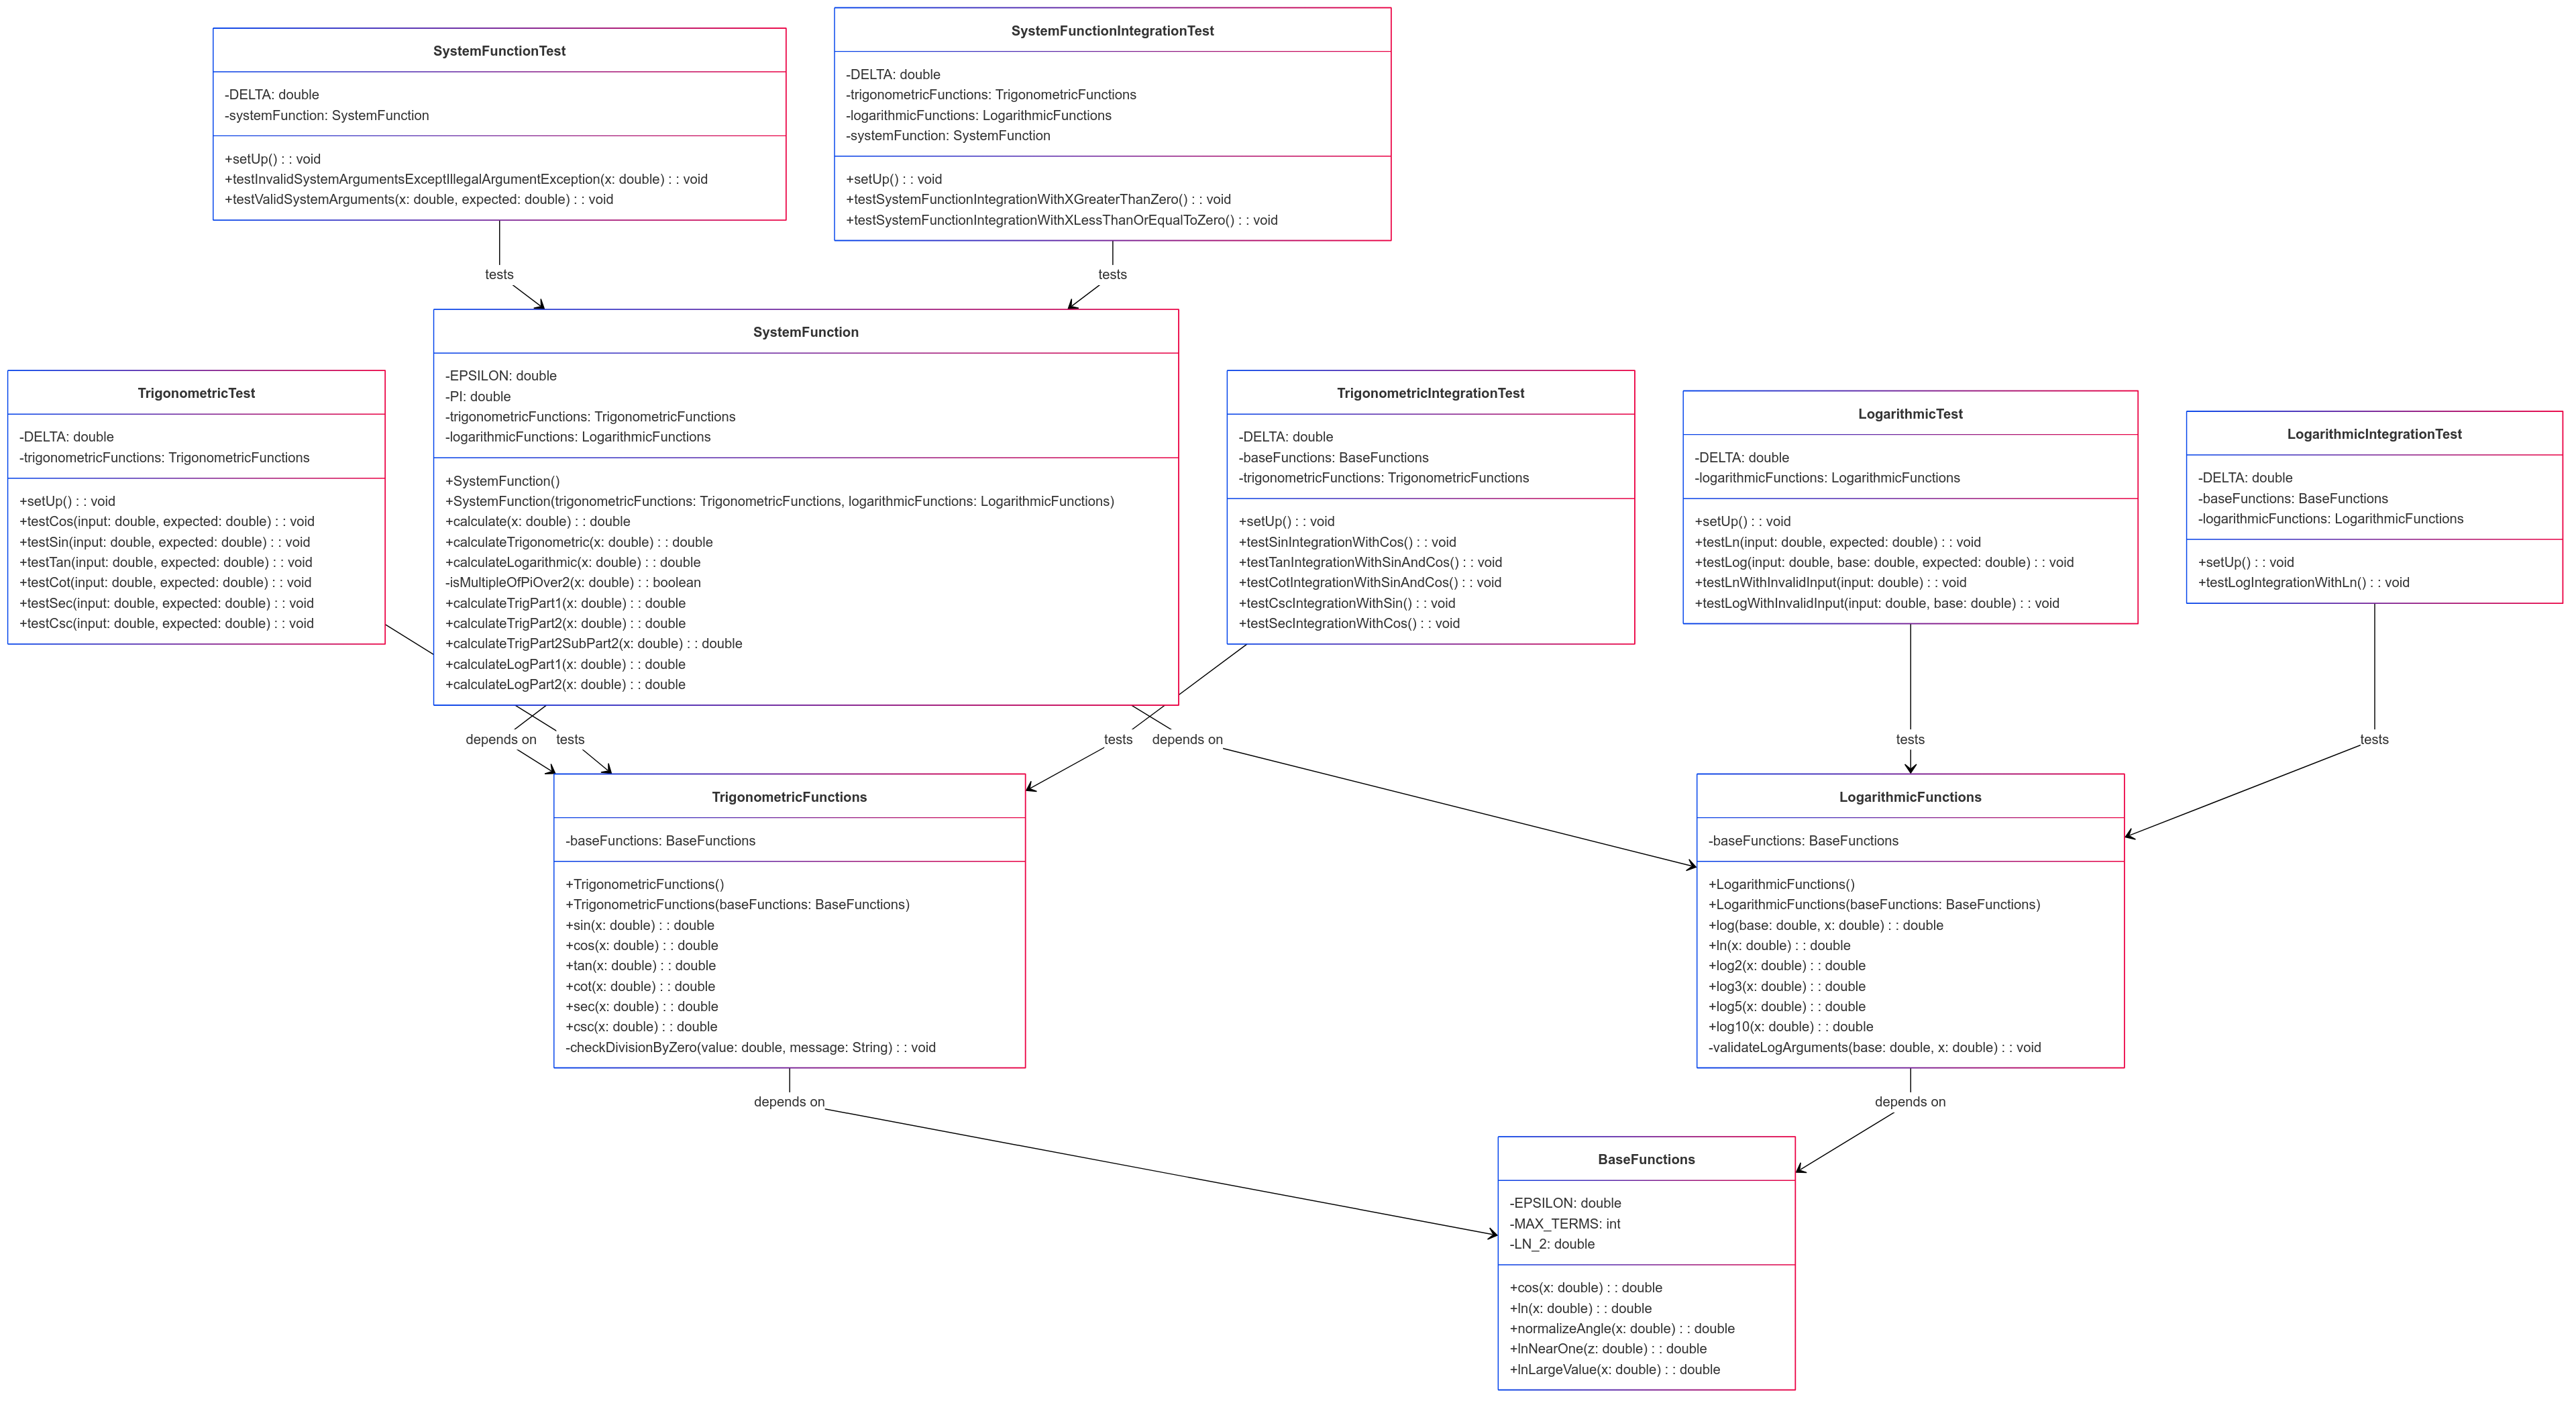 SystemFunctionTest
-DELTA: double
-systemFunction: SystemFunction
+setUp() : : void
+testInvalidSystemArgumentsExceptIllegalArgumentException(x: double) : : void
+testValidSystemArguments(x: double, expected: double) : : void
SystemFunctionIntegrationTest
-DELTA: double
-trigonometricFunctions: TrigonometricFunctions
-logarithmicFunctions: LogarithmicFunctions
-systemFunction: SystemFunction
+setUp() : : void
+testSystemFunctionIntegrationWithXGreaterThanZero() : : void
+testSystemFunctionIntegrationWithXLessThanOrEqualToZero() : : void
tests
tests
SystemFunction
-EPSILON: double
-PI: double
-trigonometricFunctions: TrigonometricFunctions
-logarithmicFunctions: LogarithmicFunctions
+SystemFunction()
+SystemFunction(trigonometricFunctions: TrigonometricFunctions, logarithmicFunctions: LogarithmicFunctions)
+calculate(x: double) : : double
+calculateTrigonometric(x: double) : : double
+calculateLogarithmic(x: double) : : double
-isMultipleOfPiOver2(x: double) : : boolean
+calculateTrigPart1(x: double) : : double
+calculateTrigPart2(x: double) : : double
+calculateTrigPart2SubPart2(x: double) : : double
+calculateLogPart1(x: double) : : double
+calculateLogPart2(x: double) : : double
TrigonometricTest
-DELTA: double
-trigonometricFunctions: TrigonometricFunctions
+setUp() : : void
+testCos(input: double, expected: double) : : void
+testSin(input: double, expected: double) : : void
+testTan(input: double, expected: double) : : void
+testCot(input: double, expected: double) : : void
+testSec(input: double, expected: double) : : void
+testCsc(input: double, expected: double) : : void
TrigonometricIntegrationTest
-DELTA: double
-baseFunctions: BaseFunctions
-trigonometricFunctions: TrigonometricFunctions
+setUp() : : void
+testSinIntegrationWithCos() : : void
+testTanIntegrationWithSinAndCos() : : void
+testCotIntegrationWithSinAndCos() : : void
+testCscIntegrationWithSin() : : void
+testSecIntegrationWithCos() : : void
LogarithmicTest
-DELTA: double
-logarithmicFunctions: LogarithmicFunctions
+setUp() : : void
+testLn(input: double, expected: double) : : void
+testLog(input: double, base: double, expected: double) : : void
+testLnWithInvalidInput(input: double) : : void
+testLogWithInvalidInput(input: double, base: double) : : void
LogarithmicIntegrationTest
-DELTA: double
-baseFunctions: BaseFunctions
-logarithmicFunctions: LogarithmicFunctions
+setUp() : : void
+testLogIntegrationWithLn() : : void
depends on
tests
tests
depends on
tests
tests
TrigonometricFunctions
-baseFunctions: BaseFunctions
+TrigonometricFunctions()
+TrigonometricFunctions(baseFunctions: BaseFunctions)
+sin(x: double) : : double
+cos(x: double) : : double
+tan(x: double) : : double
+cot(x: double) : : double
+sec(x: double) : : double
+csc(x: double) : : double
-checkDivisionByZero(value: double, message: String) : : void
LogarithmicFunctions
-baseFunctions: BaseFunctions
+LogarithmicFunctions()
+LogarithmicFunctions(baseFunctions: BaseFunctions)
+log(base: double, x: double) : : double
+ln(x: double) : : double
+log2(x: double) : : double
+log3(x: double) : : double
+log5(x: double) : : double
+log10(x: double) : : double
-validateLogArguments(base: double, x: double) : : void
depends on
depends on
BaseFunctions
-EPSILON: double
-MAX_TERMS: int
-LN_2: double
+cos(x: double) : : double
+ln(x: double) : : double
+normalizeAngle(x: double) : : double
+lnNearOne(z: double) : : double
+lnLargeValue(x: double) : : double